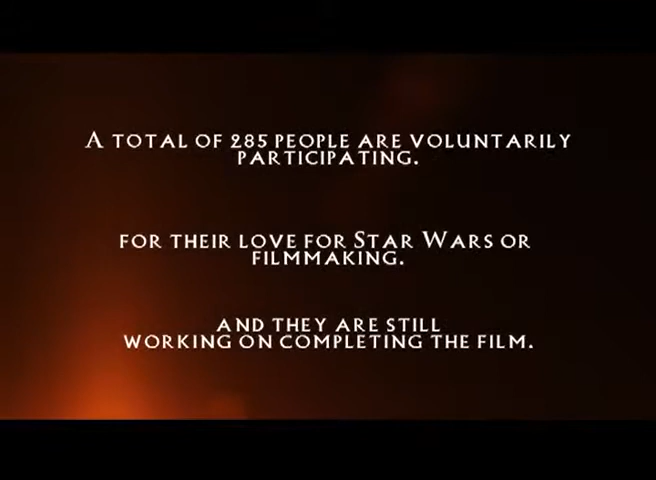 A TOTAL OF 285 PEOPLE ARE VOLUNTARILY
PARTICIPATING.
FOR THEIR LOVE FOR STAR WARS OR
FILMMAKING.
AND THEY ARE STILL
WORKING ON COMPLETING THE FILM.